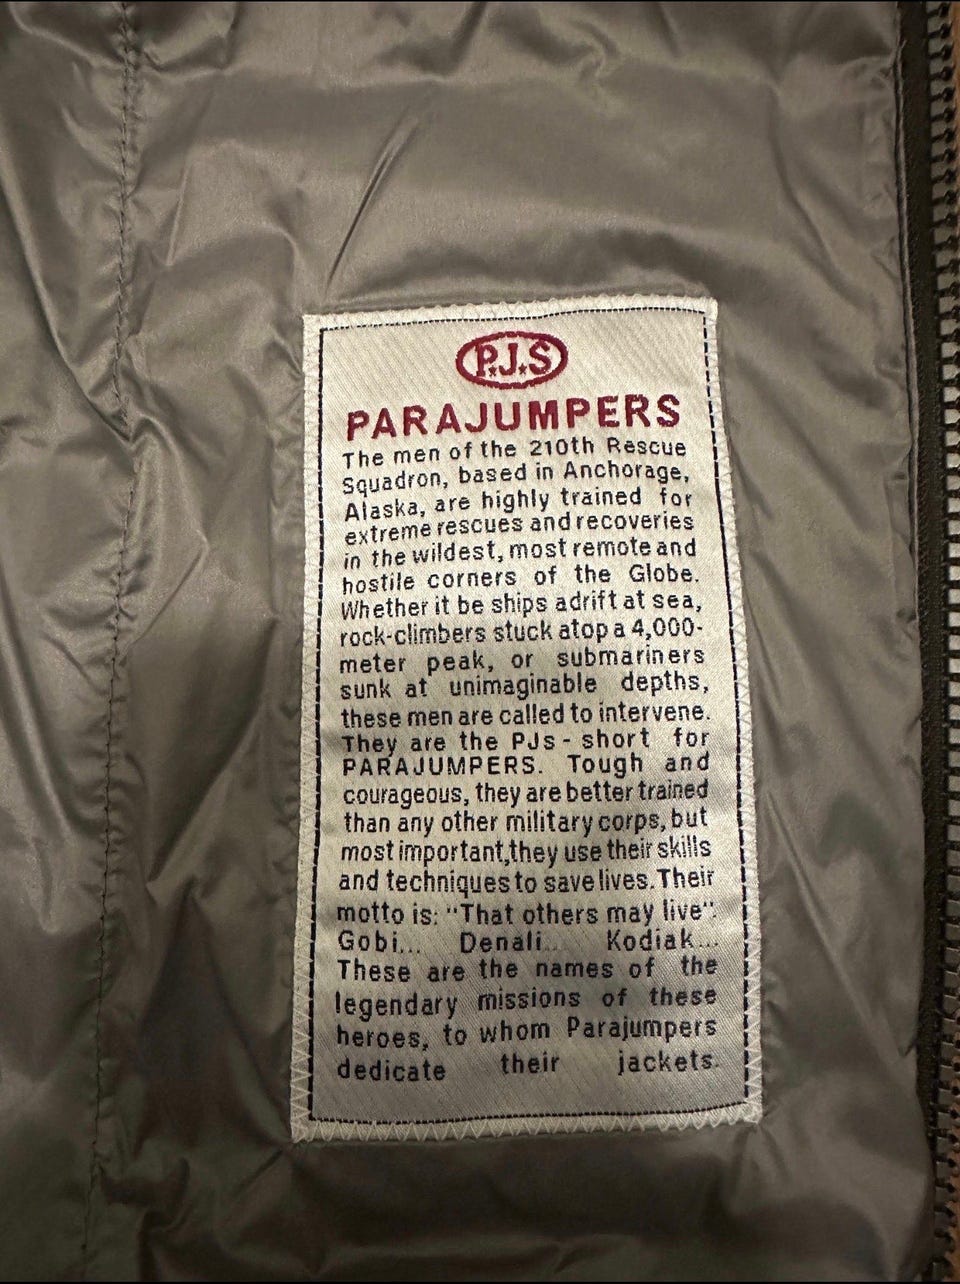 P.J.S
PARAJUMPERS
The men of the 210th Rescue
Squadron, based in Anchorage,
Alaska, are highly trained for
extreme rescues and recoveries
in the wildest, most remote and
hostile corners of the Globe.
Whether it be ships adrift at sea,
rock-climbers stuck atop a 4,000-
meter peak, or submariners
sunk at unimaginable depths,
these men are called to intervene.
They are the PJs - short for
PARAJUMPERS. Tough and
courageous, they are better trained
than any other military corps, but
most important,they use their skills
and techniques to save lives. Their
motto is: "That others may live".
Gobi... Denali... Kodiak...
These are the names of the
legendary missions of these
heroes, to whom Parajumpers
dedicate their jackets.